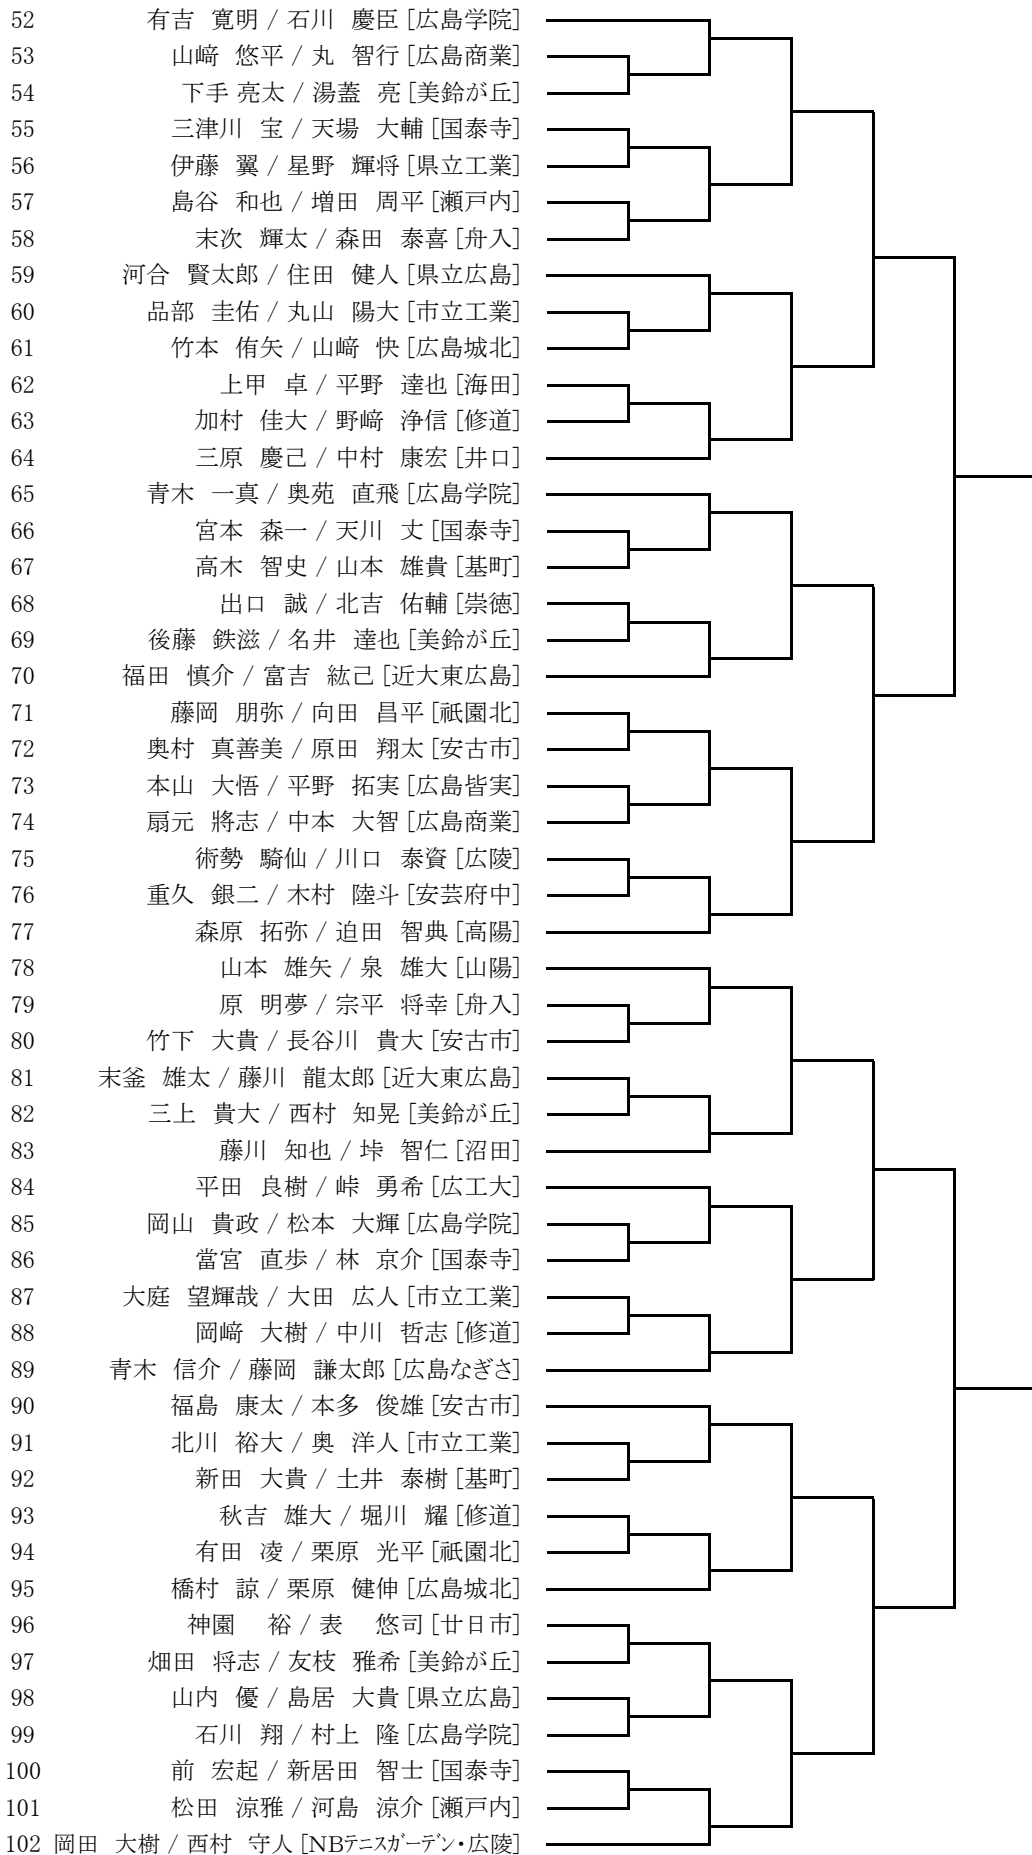 52 有吉 寛明 / 石川 慶臣 [広島学院]
53 山﨑 悠平 / 丸 智行 [広島商業]
54 下手 亮太 / 湯蓋 亮 [美鈴が丘]
55 三津川 宝 / 天場 大輔 [国泰寺]
56 伊藤 翼 / 星野 輝将 [県立工業]
57 島谷 和也 / 増田 周平 [瀬戸内]
58 末次 輝太 / 森田 泰喜 [舟入]
59 河合 賢太郎 / 住田 健人 [県立広島]
60 品部 圭佑 / 丸山 陽大 [市立工業]
61 竹本 侑矢 / 山﨑 快 [広島城北]
62 上甲 卓 / 平野 達也 [海田]
63 加村 佳大 / 野﨑 浄信 [修道]
64 三原 慶己 / 中村 康宏 [井口]
65 青木 一真 / 奥苑 直飛 [広島学院]
66 宮本 森一 / 天川 丈 [国泰寺]
67 高木 智史 / 山本 雄貴 [基町]
68 出口 誠 / 北吉 佑輔 [崇徳]
69 後藤 鉄滋 / 名井 達也 [美鈴が丘]
70 福田 慎介 / 富吉 紘己 [近大東広島]
71 藤岡 朋弥 / 向田 昌平 [祇園北]
72 奥村 真善美 / 原田 翔太 [安古市]
73 本山 大悟 / 平野 拓実 [広島皆実]
74 扇元 將志 / 中本 大智 [広島商業]
75 術勢 騎仙 / 川口 泰資 [広陵]
76 重久 銀二 / 木村 陸斗 [安芸府中]
77 森原 拓弥 / 迫田 智典 [高陽]
78 山本 雄矢 / 泉 雄大 [山陽]
79 原 明夢 / 宗平 将幸 [舟入]
80 竹下 大貴 / 長谷川 貴大 [安古市]
81 末釜 雄太 / 藤川 龍太郎 [近大東広島]
82 三上 貴大 / 西村 知晃 [美鈴が丘]
83 藤川 知也 / 垰 智仁 [沼田]
84 平田 良樹 / 峠 勇希 [広工大]
85 岡山 貴政 / 松本 大輝 [広島学院]
86 當宮 直歩 / 林 京介 [国泰寺]
87 大庭 望輝哉 / 大田 広人 [市立工業]
88 岡﨑 大樹 / 中川 哲志 [修道]
89 青木 信介 / 藤岡 謙太郎 [広島なぎさ]
90 福島 康太 / 本多 俊雄 [安古市]
91 北川 裕大 / 奥 洋人 [市立工業]
92 新田 大貴 / 土井 泰樹 [基町]
93 秋吉 雄大 / 堀川 耀 [修道]
94 有田 凌 / 栗原 光平 [祇園北]
95 橋村 諒 / 栗原 健伸 [広島城北]
96 神園 裕 / 表 悠司 [廿日市]
97 畑田 将志 / 友枝 雅希 [美鈴が丘]
98 山内 優 / 島居 大貴 [県立広島]
99 石川 翔 / 村上 隆 [広島学院]
100 前 宏起 / 新居田 智士 [国泰寺]
101 松田 涼雅 / 河島 涼介 [瀬戸内]
102 岡田 大樹 / 西村 守人 [NBテニスガーデン・広陵]